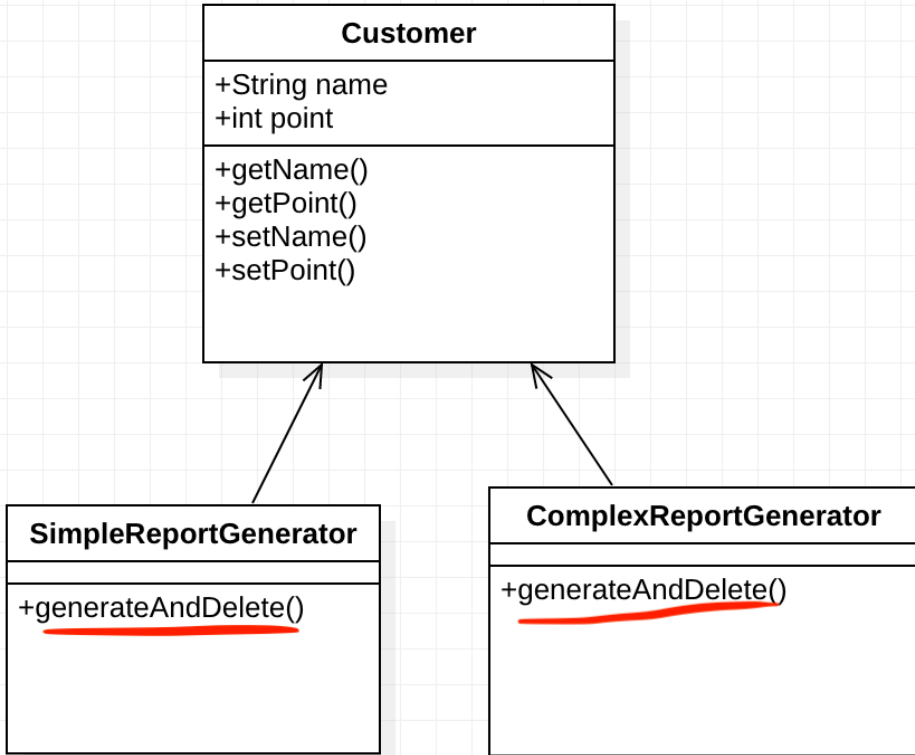 Customer
+String name
+int point
+getName()
+getPoint()
+setName()
+setPoint()
SimpleReportGenerator
+generateAndDelete()
ComplexReportGenerator
+generateAndDelete()